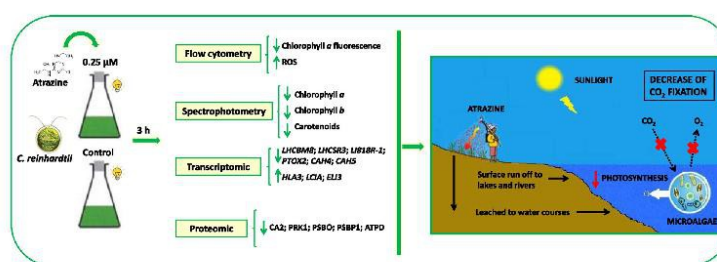 Atrazine
0.25 µM
C. reinhardtii
Control
3 h
Flow cytometry
Chlorophyll a fluorescence
ROS
Spectrophotometry
Chlorophyll a
Chlorophyll b
Carotenoids
Transcriptomic
LHCBM8; LHCSR3; LIB1BR-1;
PTOX2; CAH4; CAH5
HLA3; LCIA; ELI3
Proteomic
CA2; PRK1; PSBO; PSBP1; ATPD
SUNLIGHT
DECREASE OF
CO₂ FIXATION
ATRAZINE
CO₂
O₂
Surface run off to
lakes and rivers
PHOTOSYNTHESIS
Leached to water courses
MICROALGAE